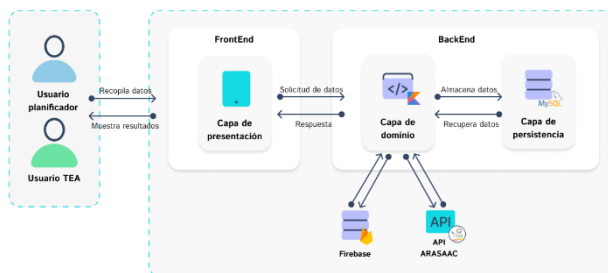 FrontEnd
BackEnd
Usuario
planificador
Usuario TEA
Recopila datos
Muestra resultados
Capa de
presentación
Solicitud de datos
Respuesta
</>
Capa de
dominio
Almacena datos
Recupera datos
MySQL
Capa de
persistencia
Firebase
API
API
ARASAAC